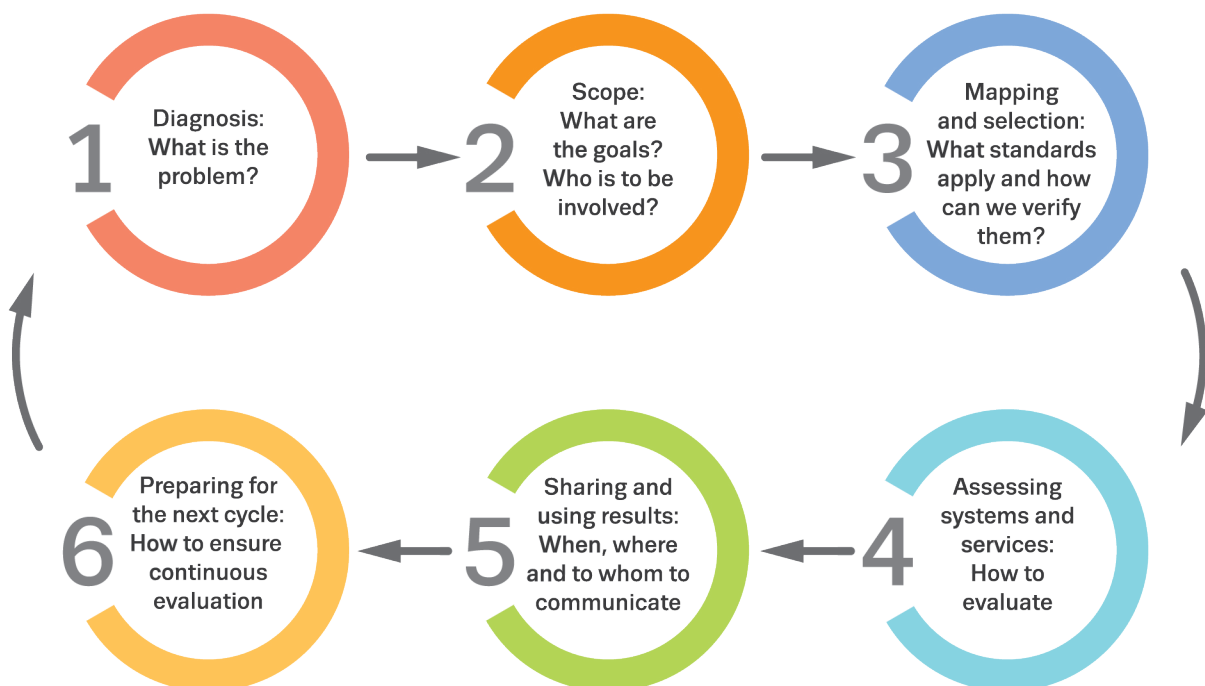 1
Diagnosis:
What is the
problem?
2
Scope:
What are
the goals?
Who is to be
involved?
3
Mapping
and selection:
What standards
apply and how
can we verify
them?
4
Assessing
systems and
services:
How to
evaluate
5
Sharing and
using results:
When, where
and to whom to
communicate
6
Preparing for
the next cycle:
How to ensure
continuous
evaluation